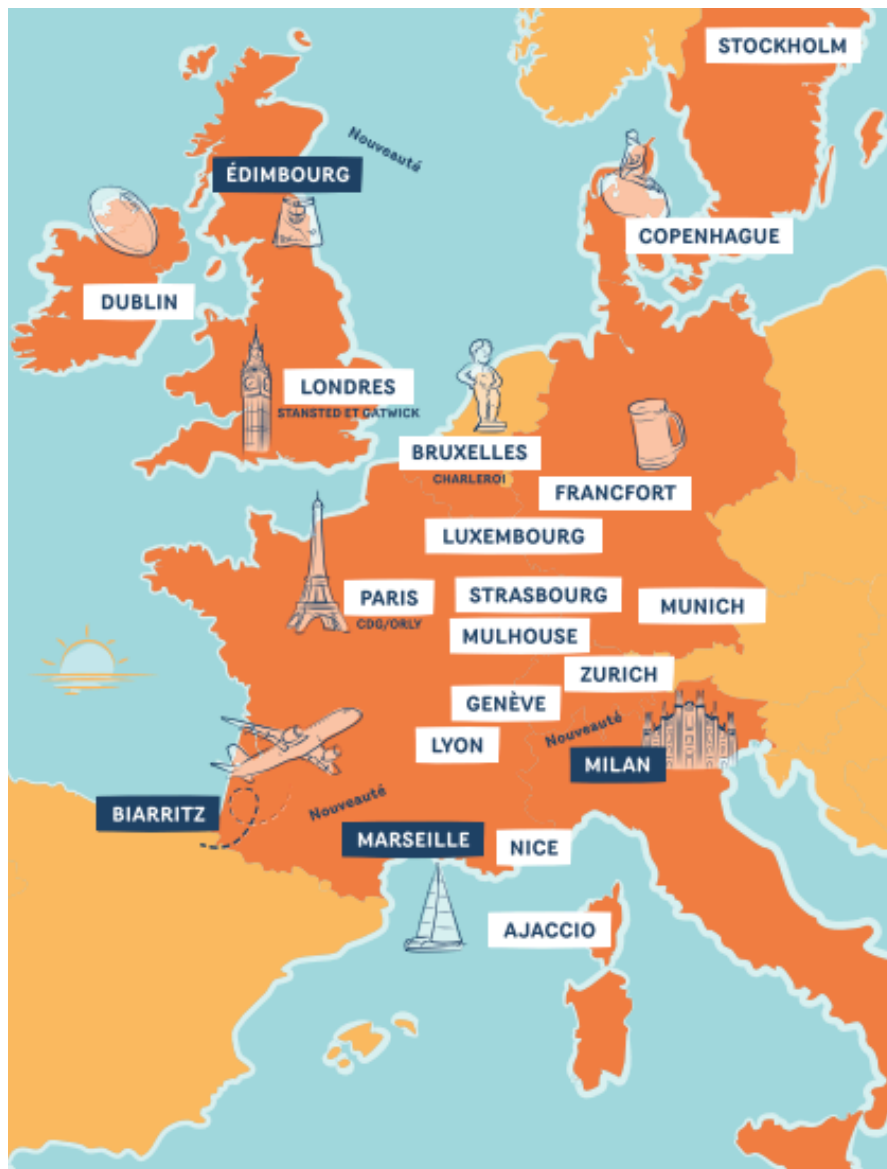 STOCKHOLM
Nouveauté
ÉDIMBOURG
COPENHAGUE
DUBLIN
LONDRES
STANSTED ET GATWICK
BRUXELLES
CHARLEROI
FRANCFORT
LUXEMBOURG
PARIS
CDG/ORLY
STRASBOURG
MUNICH
MULHOUSE
ZURICH
GENÈVE
Nouveauté
LYON
MILAN
BIARRITZ
Nouveauté
MARSEILLE
NICE
AJACCIO